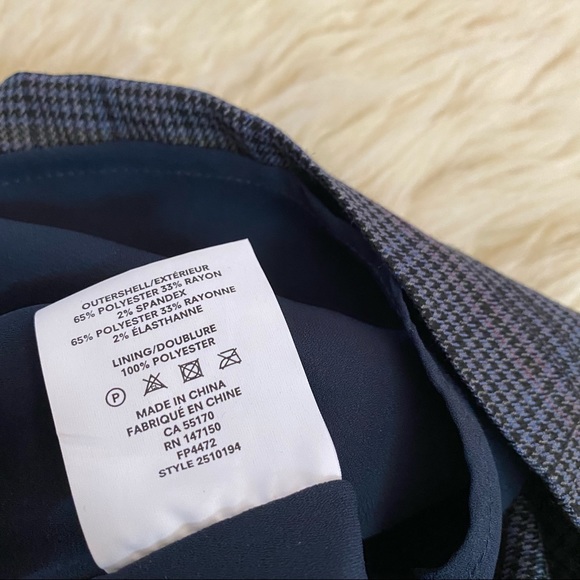 OUTERSHELL/EXTÉRIEUR
65% POLYESTER 33% RAYON
2% SPANDEX
65% POLYESTER 33% RAYONNE
2% ÉLASTHANNE
LINING/DOUBLURE
100% POLYESTER
P
MADE IN CHINA
FABRIQUÉ EN CHINE
CA 55170
RN 147150
FP4472
STYLE 2510194